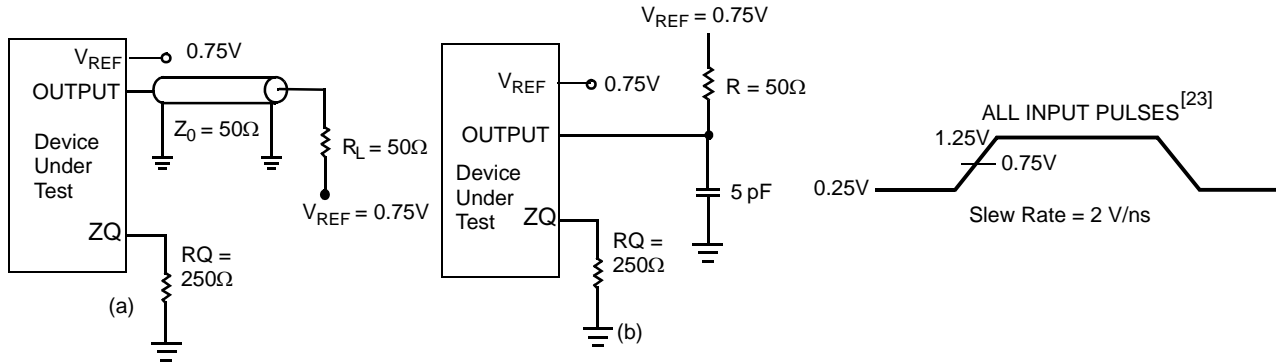 V_REF
0.75V
OUTPUT
Z_0 = 50Ω
Device
Under
Test
R_L = 50Ω
V_REF = 0.75V
ZQ
RQ =
250Ω
(a)
V_REF = 0.75V
V_REF
0.75V
R = 50Ω
OUTPUT
Device
Under
Test
5 pF
ZQ
RQ =
250Ω
(b)
ALL INPUT PULSES[23]
1.25V
0.75V
0.25V
Slew Rate = 2 V/ns